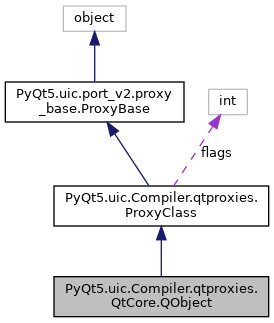 object
PyQt5.uic.port_v2.proxy
_base.ProxyBase
int
flags
PyQt5.uic.Compiler.qtproxies.
ProxyClass
PyQt5.uic.Compiler.qtproxies.
QtCore.QObject